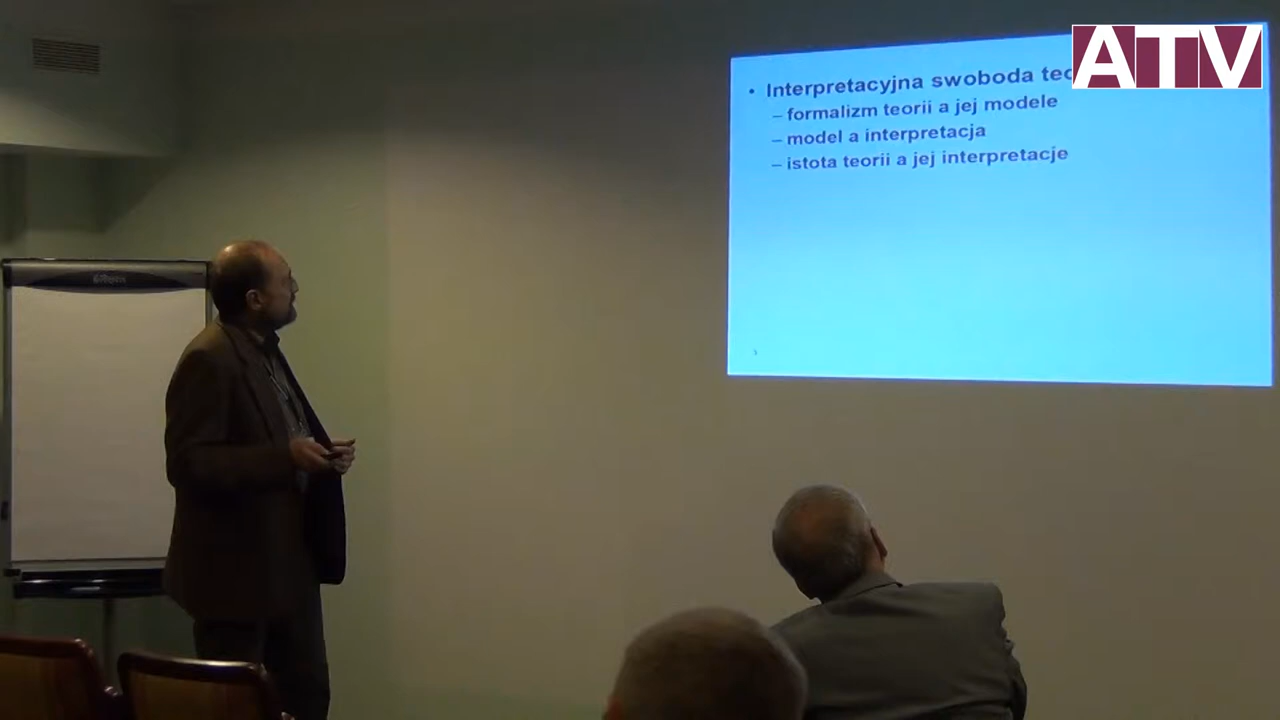 ATV
• Interpretacyjna swoboda
– formalizm teorii a jej modele
– model a interpretacja
– istota teorii a jej interpretacje